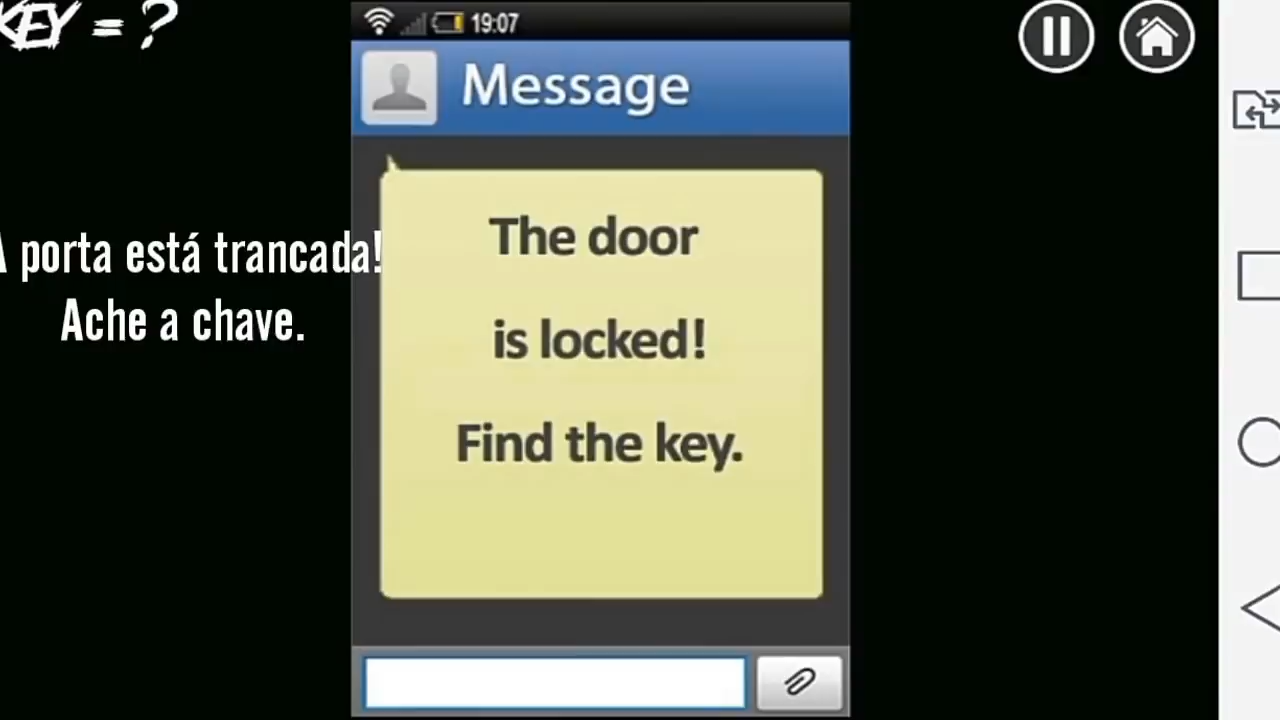 KEY = ?
19:07
Message
The door
is locked!
Find the key.
A porta está trancada!
Ache a chave.